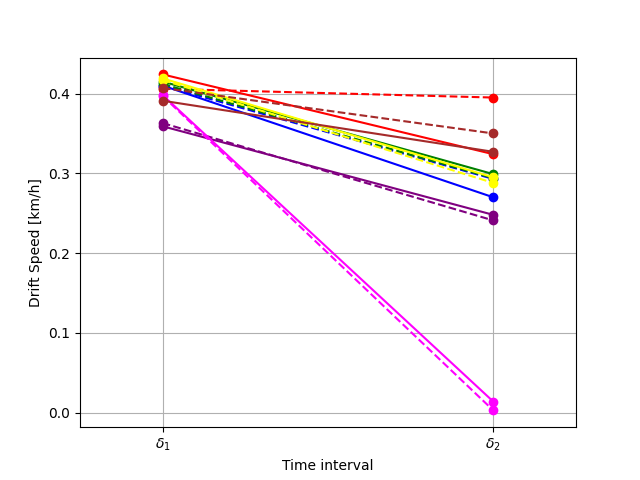 Drift Speed [km/h]
0.4
0.3
0.2
0.1
0.0
δ₁ δ₂
Time interval